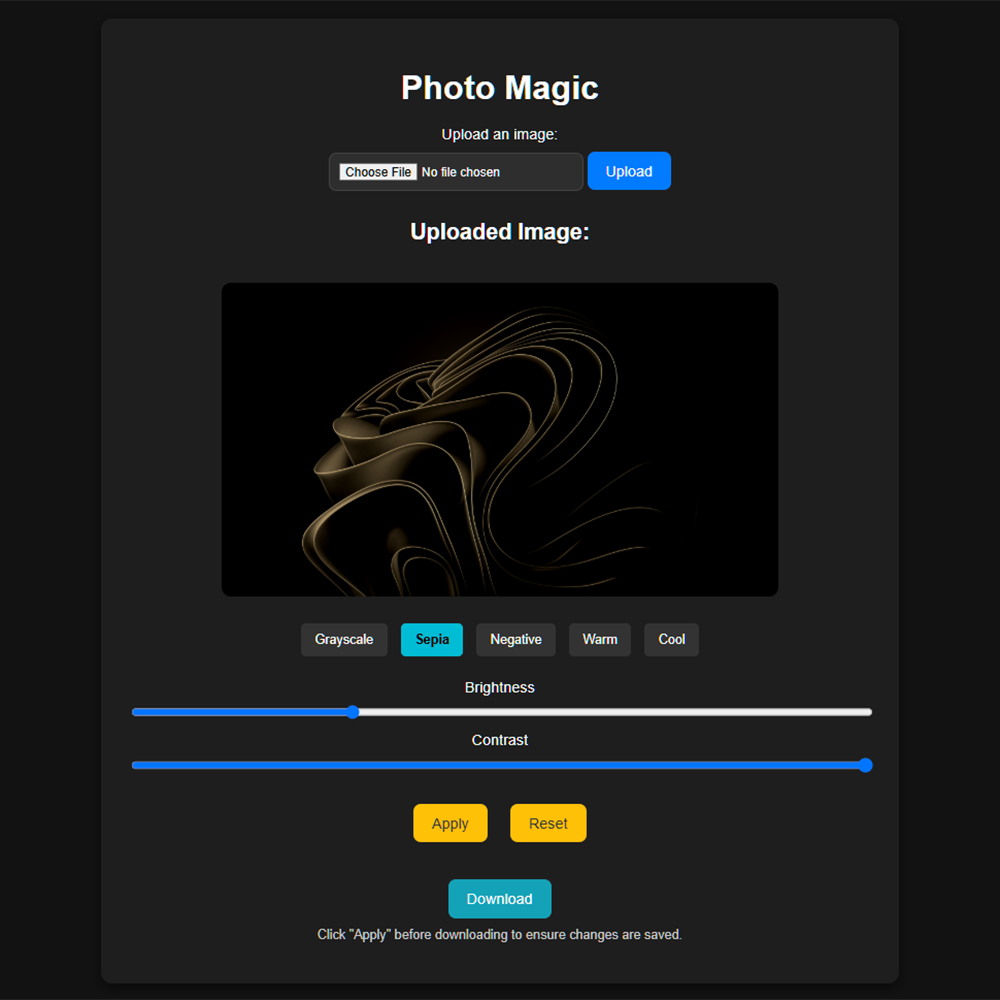 Photo Magic
Upload an image:
Choose File No file chosen Upload
Uploaded Image:
Grayscale Sepia Negative Warm Cool
Brightness
Contrast
Apply Reset
Download
Click "Apply" before downloading to ensure changes are saved.